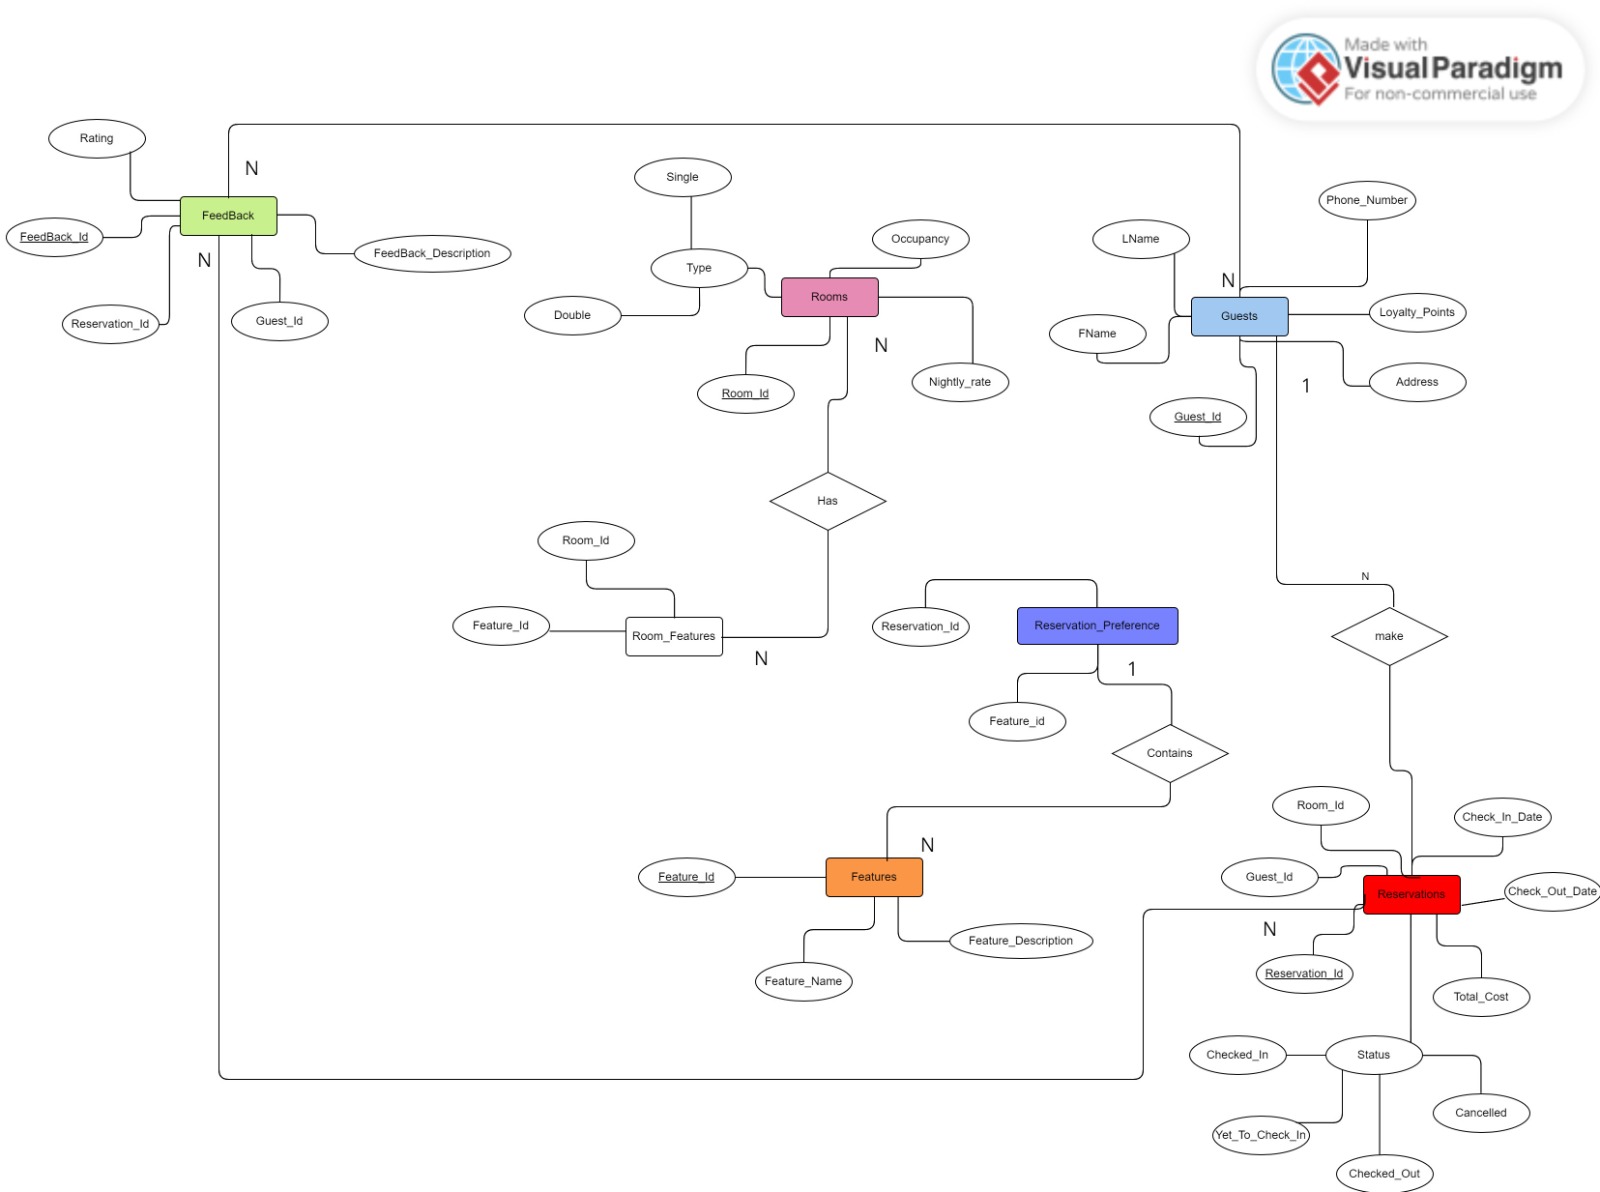 Made with
VisualParadigm
For non-commercial use
Rating
N
FeedBack
FeedBack_Id
N
FeedBack_Description
Reservation_Id
Guest_Id
Single
Type
Double
Occupancy
Rooms
N
Room_Id
Nightly_rate
Phone_Number
LName
N
Guests
Loyalty_Points
FName
1
Address
Guest_Id
Has
Room_Id
Feature_Id
Room_Features
N
N
make
Reservation_Id
Reservation_Preference
1
Feature_id
Contains
N
Feature_Id
Features
Feature_Description
Feature_Name
Room_Id
Check_In_Date
Guest_Id
Reservations
Check_Out_Date
N
Reservation_Id
Total_Cost
Checked_In
Status
Cancelled
Yet_To_Check_In
Checked_Out